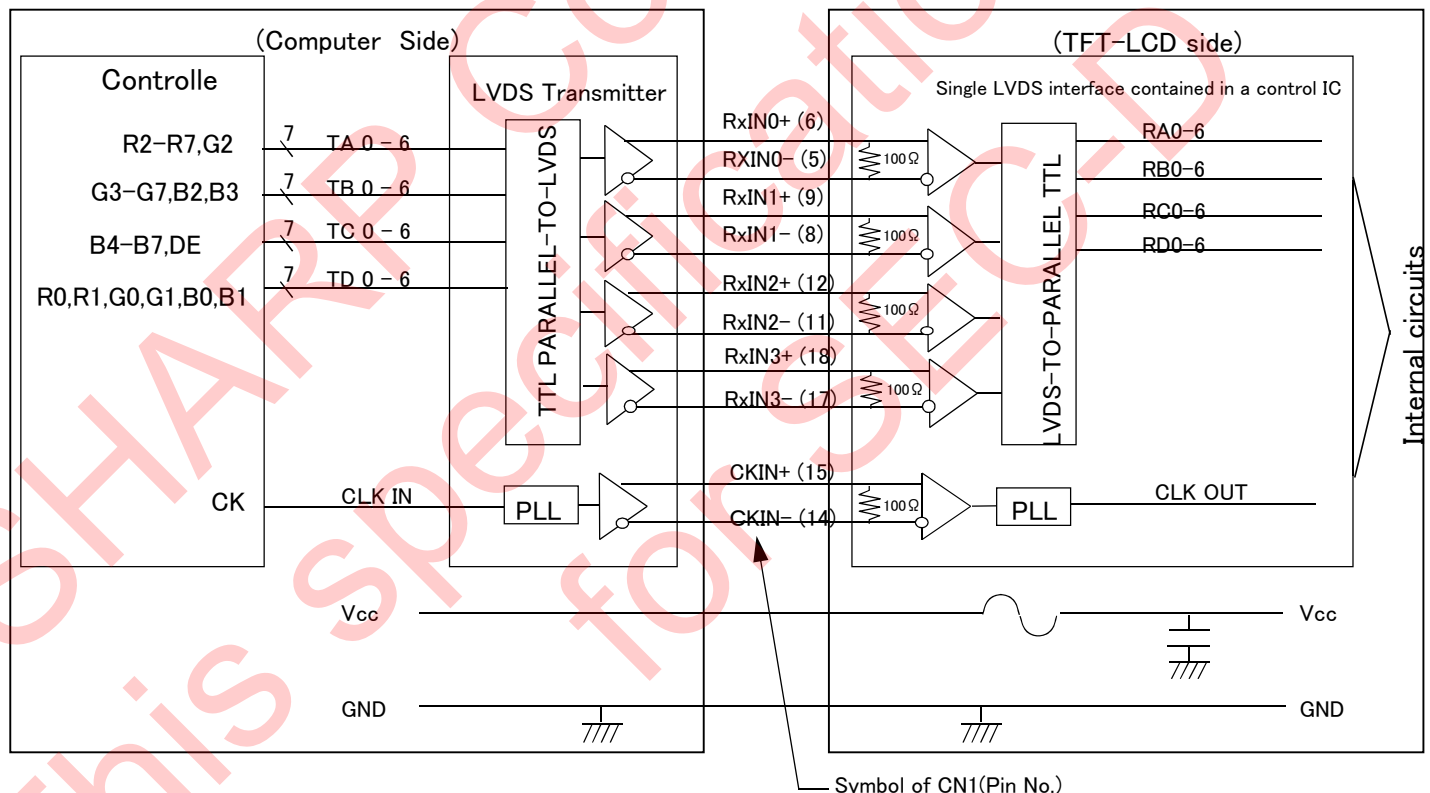 (Computer Side)
(TFT-LCD side)
Controlle
LVDS Transmitter
Single LVDS interface contained in a control IC
R2-R7,G2
7
TA 0 - 6
G3-G7,B2,B3
7
TB 0 - 6
B4-B7,DE
7
TC 0 - 6
R0,R1,G0,G1,B0,B1
7
TD 0 - 6
TTL PARALLEL-TO-LVDS
RxIN0+ (6)
RXIN0- (5)
RxIN1+ (9)
RxIN1- (8)
RxIN2+ (12)
RxIN2- (11)
RxIN3+ (18)
RxIN3- (17)
100Ω
100Ω
100Ω
100Ω
LVDS-TO-PARALLEL TTL
RA0-6
RB0-6
RC0-6
RD0-6
Internal circuits
CK
CLK IN
PLL
CKIN+ (15)
CKIN- (14)
100Ω
PLL
CLK OUT
Vcc
Vcc
GND
GND
Symbol of CN1(Pin No.)
SHARP Co
This specificatio
for SEC-D